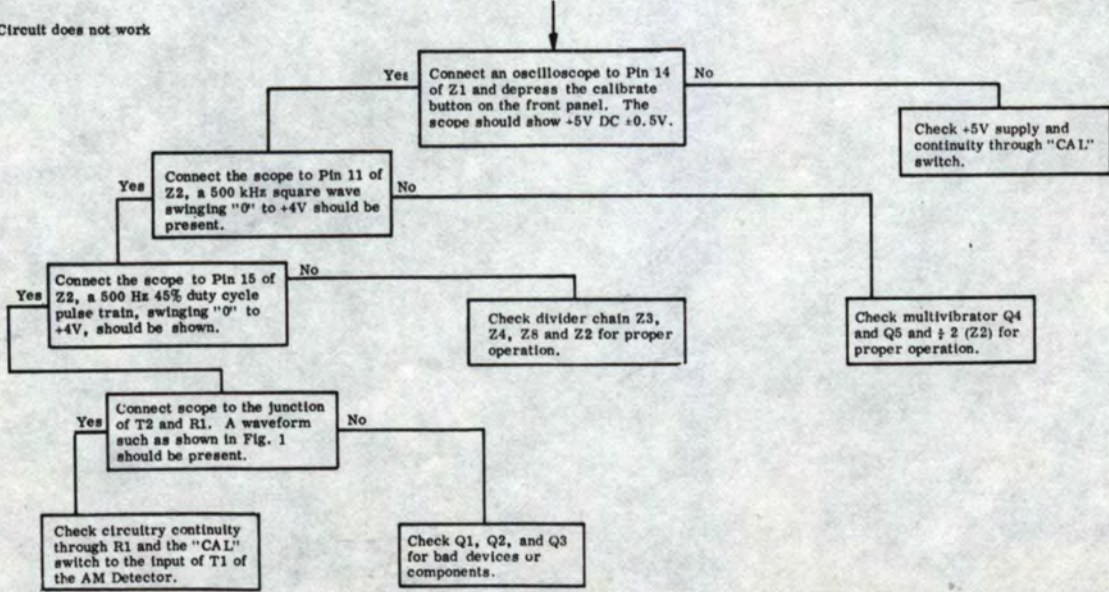 Circuit does not work
Yes
Connect an oscilloscope to Pin 14
of Z1 and depress the calibrate
button on the front panel. The
scope should show +5V DC ±0.5V.
No
Check +5V supply and
continuity through "CAL"
switch.
Yes
Connect the scope to Pin 11 of
Z2, a 500 kHz square wave
swinging "0" to +4V should be
present.
No
Yes
Connect the scope to Pin 15 of
Z2, a 500 Hz 45% duty cycle
pulse train, swinging "0" to
+4V, should be shown.
No
Check divider chain Z3,
Z4, Z8 and Z2 for proper
operation.
Check multivibrator Q4
and Q5 and ÷ 2 (Z2) for
proper operation.
Yes
Connect scope to the junction
of T2 and R1. A waveform
such as shown in Fig. 1
should be present.
No
Check circuitry continuity
through R1 and the "CAL"
switch to the input of T1 of
the AM Detector.
Check Q1, Q2, and Q3
for bad devices or
components.